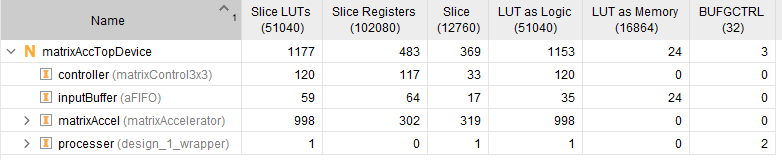 Name 1 Slice LUTs (51040) Slice Registers (102080) Slice (12760) LUT as Logic (51040) LUT as Memory (16864) BUFGCTRL (32)
N matrixAccTopDevice 1177 483 369 1153 24 3
I controller (matrixControl3x3) 120 117 33 120 0 0
I inputBuffer (aFIFO) 59 64 17 35 24 0
I matrixAccel (matrixAccelerator) 998 302 319 998 0 0
I processer (design_1_wrapper) 1 0 1 1 0 2